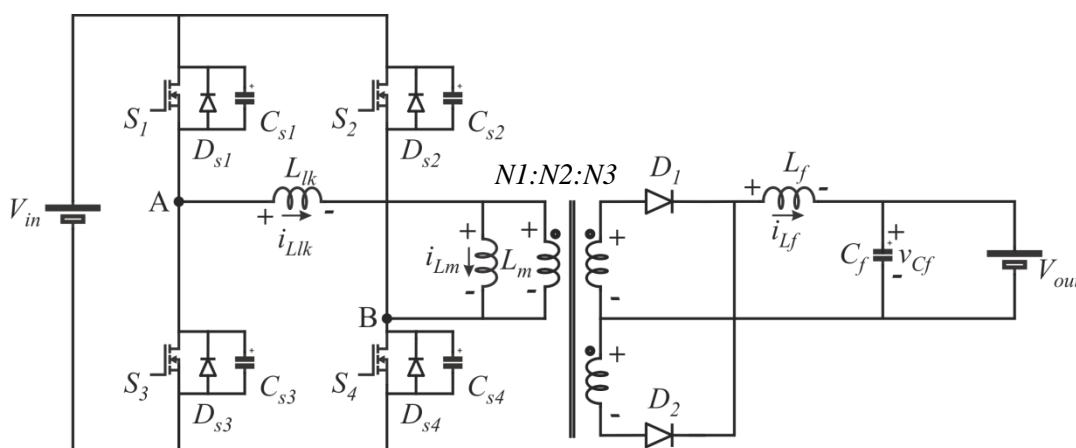 S1
Ds1
Cs1
S2
Ds2
Cs2
N1:N2:N3
D1
Lf
+
-
iLf
Vin
A
Llk
+
-
iLlk
+
iLm
-
Lm
+
-
+
-
Cf
+
vCf
-
Vout
B
S3
Ds3
Cs3
S4
Ds4
Cs4
+
-
D2